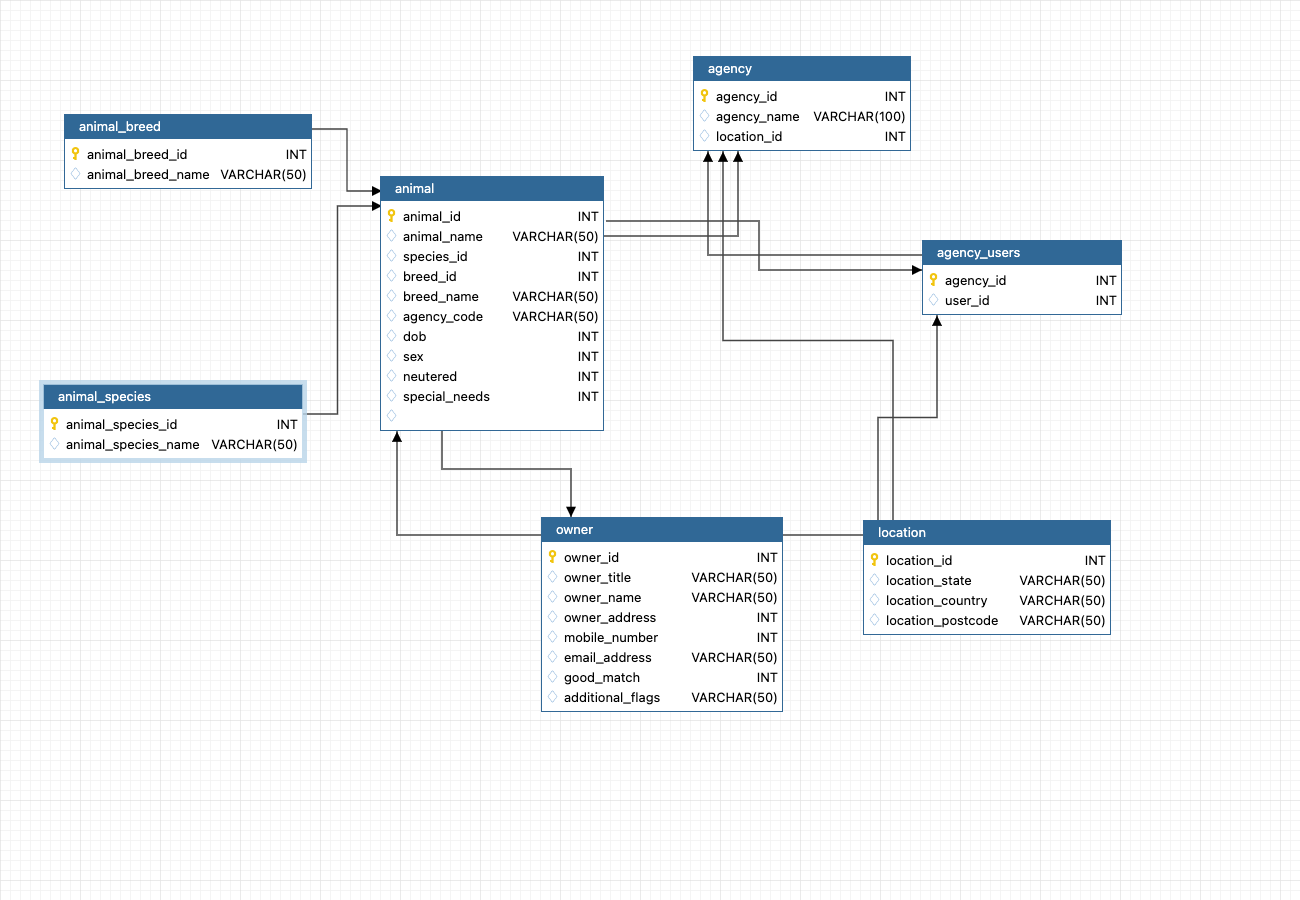 agency
agency_id INT
agency_name VARCHAR(100)
location_id INT
animal_breed
animal_breed_id INT
animal_breed_name VARCHAR(50)
animal
animal_id INT
animal_name VARCHAR(50)
species_id INT
breed_id INT
breed_name VARCHAR(50)
agency_code VARCHAR(50)
dob INT
sex INT
neutered INT
special_needs INT
agency_users
agency_id INT
user_id INT
animal_species
animal_species_id INT
animal_species_name VARCHAR(50)
owner
owner_id INT
owner_title VARCHAR(50)
owner_name VARCHAR(50)
owner_address INT
mobile_number INT
email_address VARCHAR(50)
good_match INT
additional_flags VARCHAR(50)
location
location_id INT
location_state VARCHAR(50)
location_country VARCHAR(50)
location_postcode VARCHAR(50)